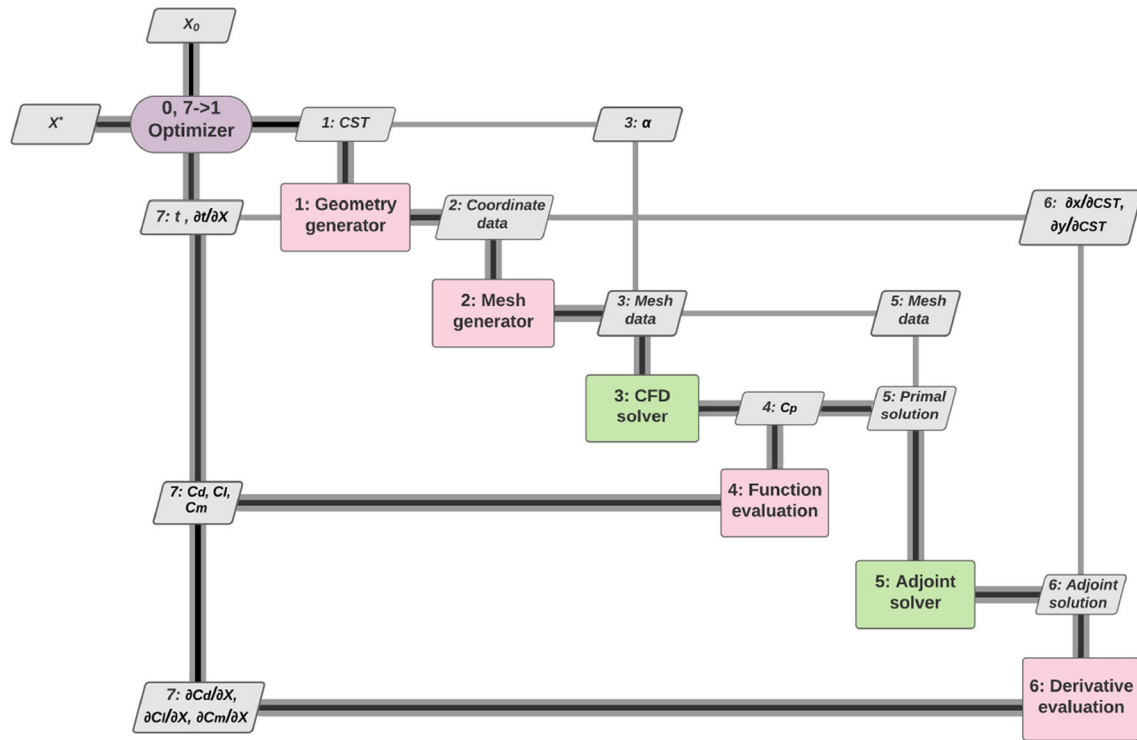 X₀
X*
0, 7->1
Optimizer
1: CST
3: α
7: t , ∂t/∂X
1: Geometry
generator
2: Coordinate
data
6: ∂x/∂CST,
∂y/∂CST
2: Mesh
generator
3: Mesh
data
5: Mesh
data
3: CFD
solver
4: Cp
5: Primal
solution
7: Cd, Cl,
Cm
4: Function
evaluation
5: Adjoint
solver
6: Adjoint
solution
7: ∂Cd/∂X,
∂Cl/∂X, ∂Cm/∂X
6: Derivative
evaluation